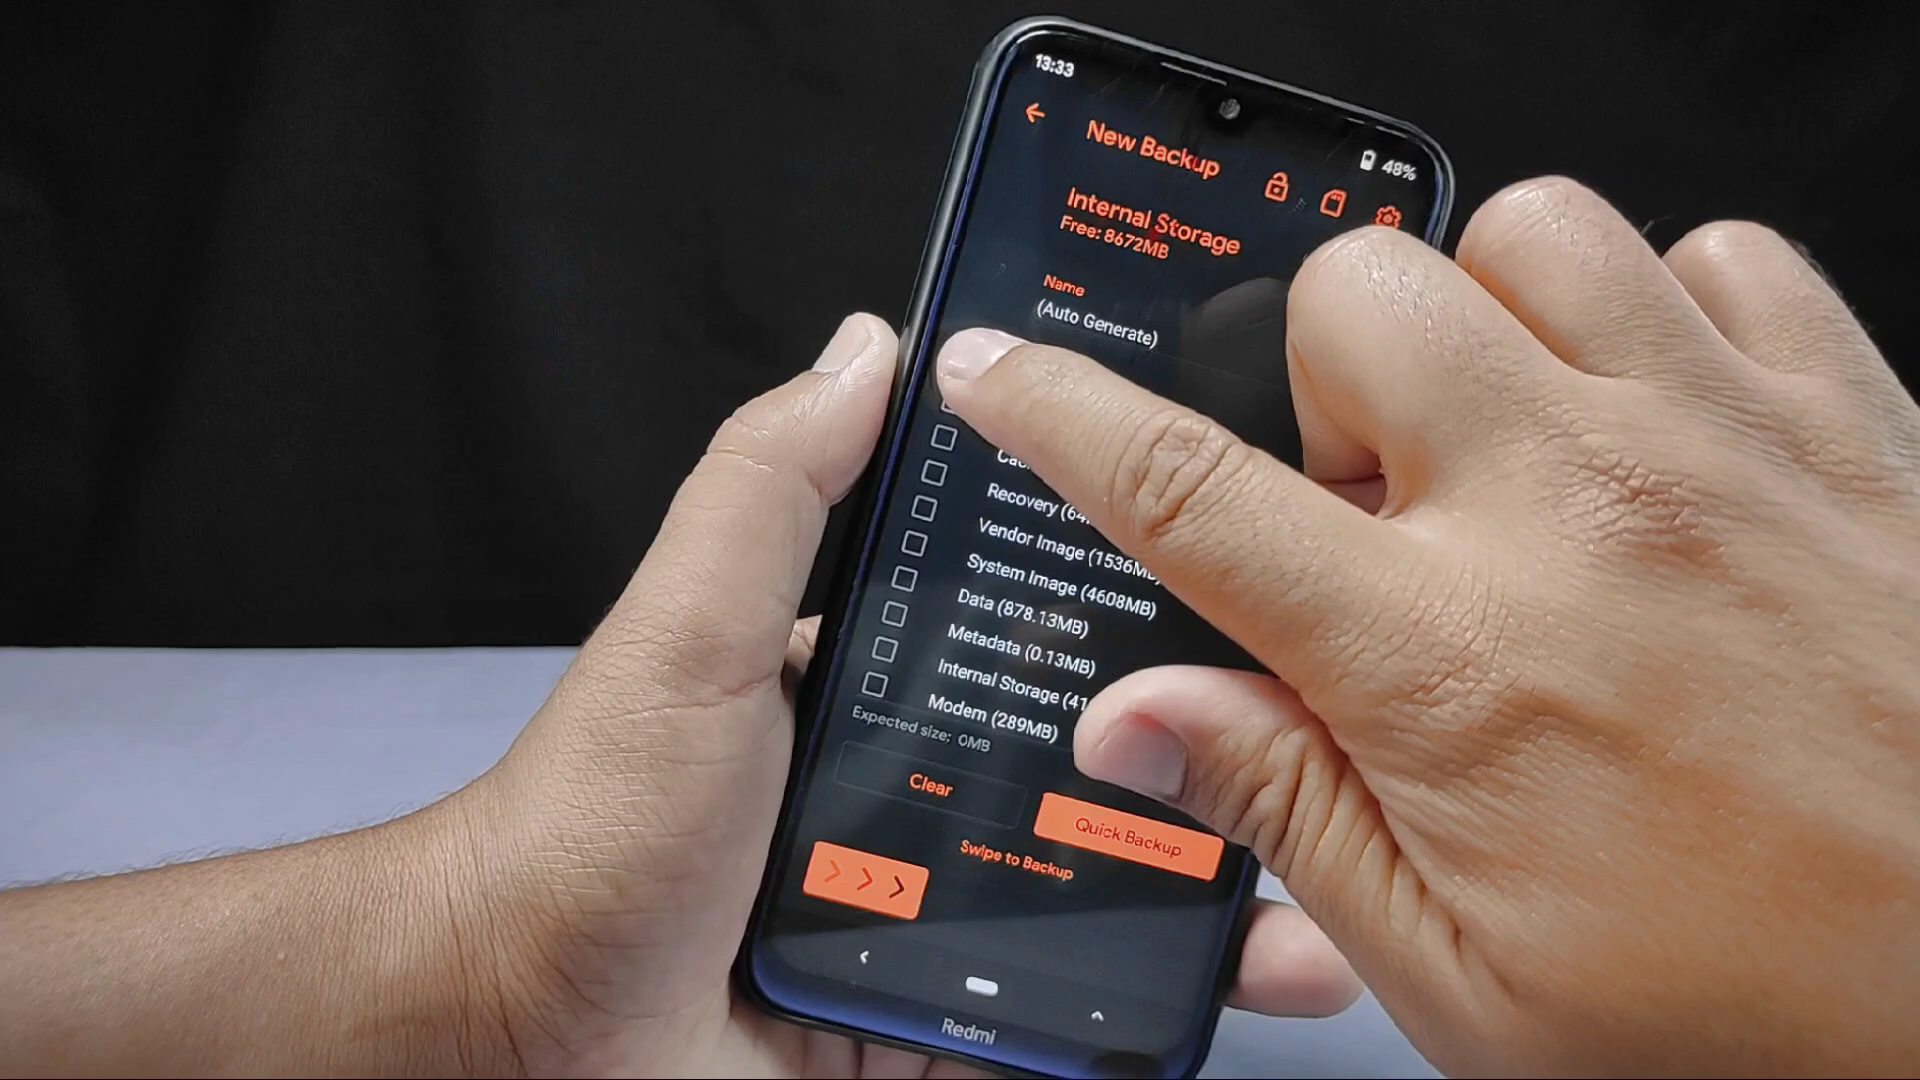 13:33
48%
New Backup
Internal Storage
Free: 8672MB
Name
(Auto Generate)
Recovery
Vendor Image (1536MB)
System Image (4608MB)
Data (878.13MB)
Metadata (0.13MB)
Internal Storage
Modem (289MB)
Expected size: 0MB
Clear
Quick Backup
Swipe to Backup
Redmi